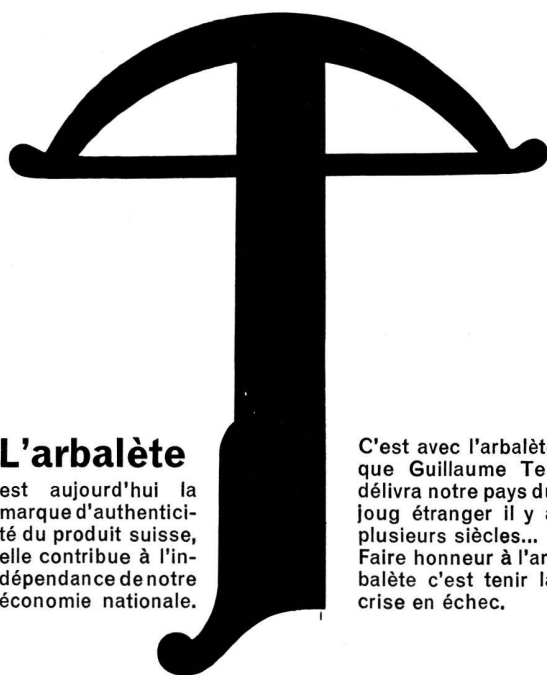 L'arbalète
est aujourd'hui la
marque d'authentici-
té du produit suisse,
elle contribue à l'in-
dépendance de notre
économie nationale.
C'est avec l'arbalète
que Guillaume Te
délivra notre pays du
joug étranger il y a
plusieurs siècles...
Faire honneur à l'ar
balète c'est tenir la
crise en échec.